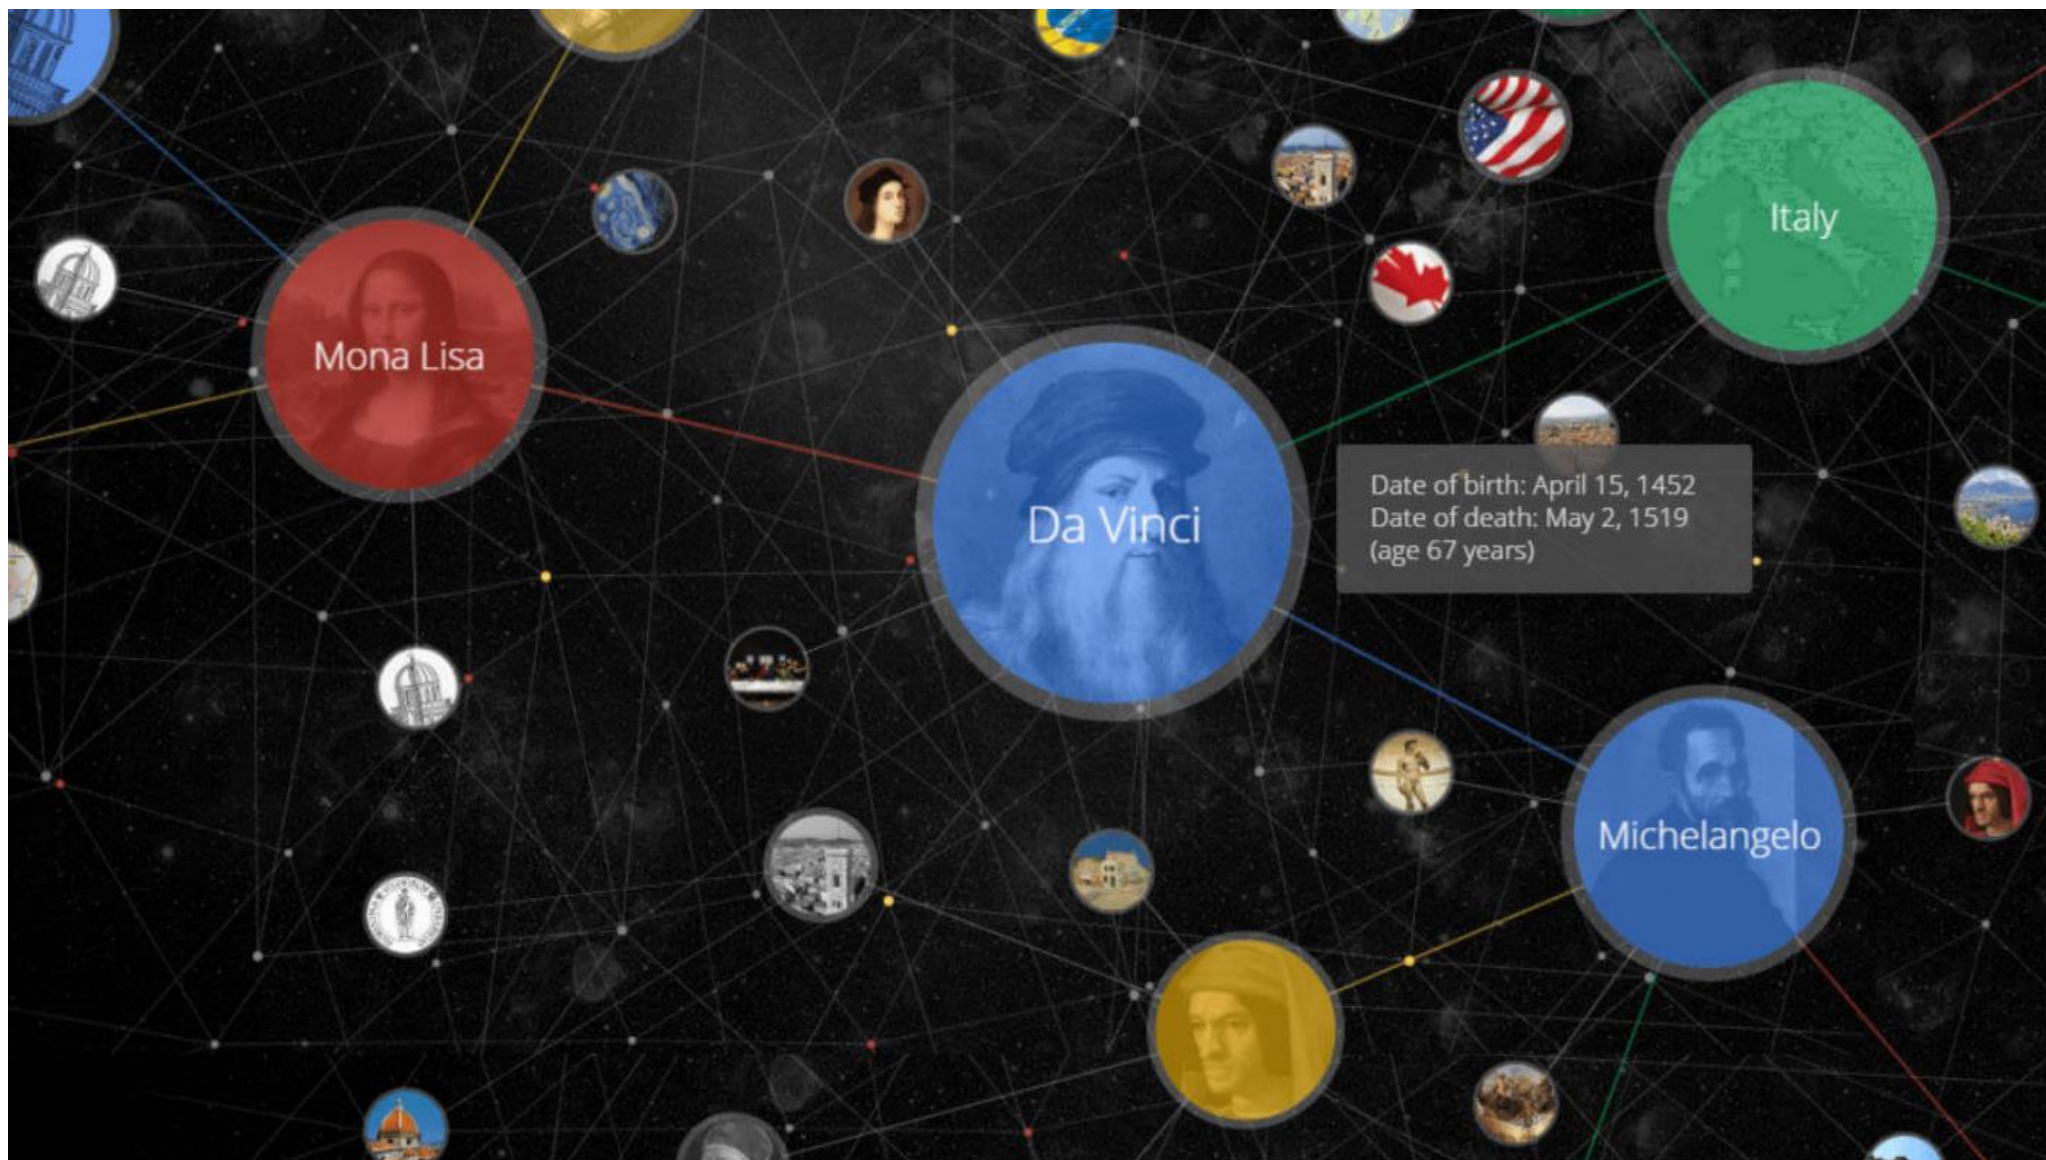 Italy
Mona Lisa
Da Vinci
Date of birth: April 15, 1452
Date of death: May 2, 1519
(age 67 years)
Michelangelo